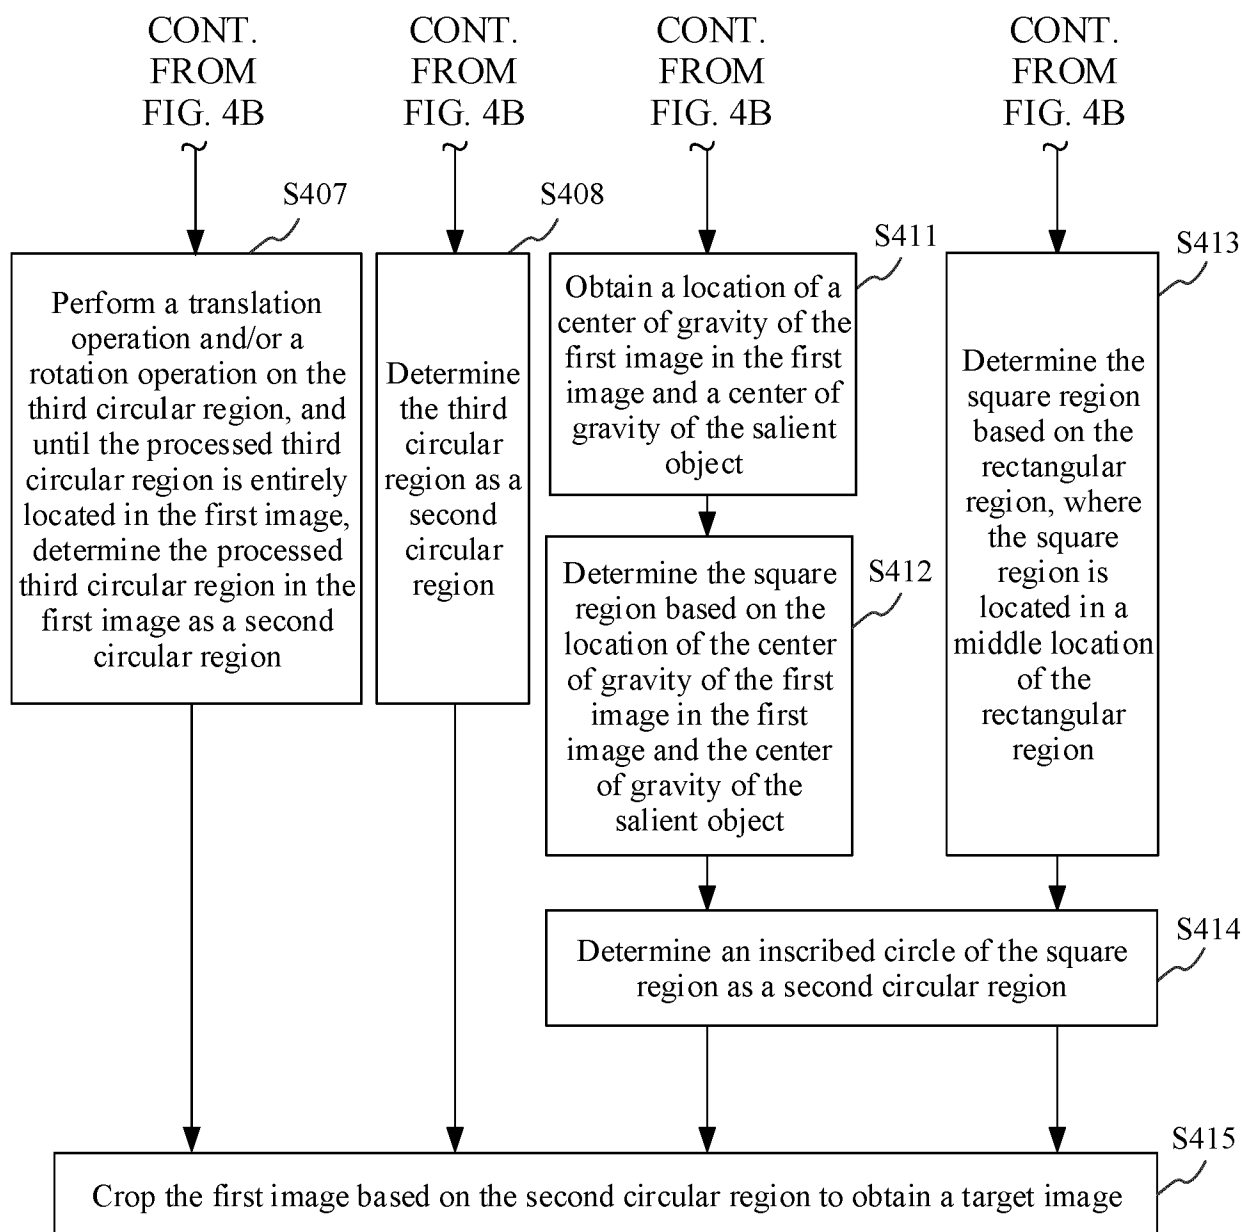 CONT.
FROM
FIG. 4B
CONT.
FROM
FIG. 4B
CONT.
FROM
FIG. 4B
CONT.
FROM
FIG. 4B
S407
Perform a translation
operation and/or a
rotation operation on the
third circular region, and
until the processed third
circular region is entirely
located in the first image,
determine the processed
third circular region in the
first image as a second
circular region
S408
Determine
the third
circular
region as a
second
circular
region
S411
Obtain a location of a
center of gravity of the
first image in the first
image and a center of
gravity of the salient
object
S412
Determine the square
region based on the
location of the center
of gravity of the first
image in the first
image and the center
of gravity of the
salient object
S413
Determine the
square region
based on the
rectangular
region, where
the square
region is
located in a
middle location
of the
rectangular
region
S414
Determine an inscribed circle of the square
region as a second circular region
S415
Crop the first image based on the second circular region to obtain a target image